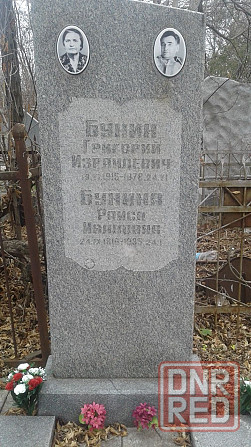 БУНИН
ГРИГОРИЙ
ИЗРАИЛЕВИЧ
БУНИНА
РАИСА
ИВАНОВНА
DNR
RED